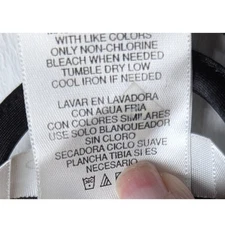 WITH LIKE COLORS
ONLY NON-CHLORINE
BLEACH WHEN NEEDED
TUMBLE DRY LOW
COOL IRON IF NEEDED
LAVAR EN LAVADORA
CON AGUA FRIA
CON COLORES SIMILARES
USE SOLO BLANQUEADOR
SIN CLORO
SECADORA CICLO SUAVE
PLANCHA TIBIA SI ES
NECESARIO